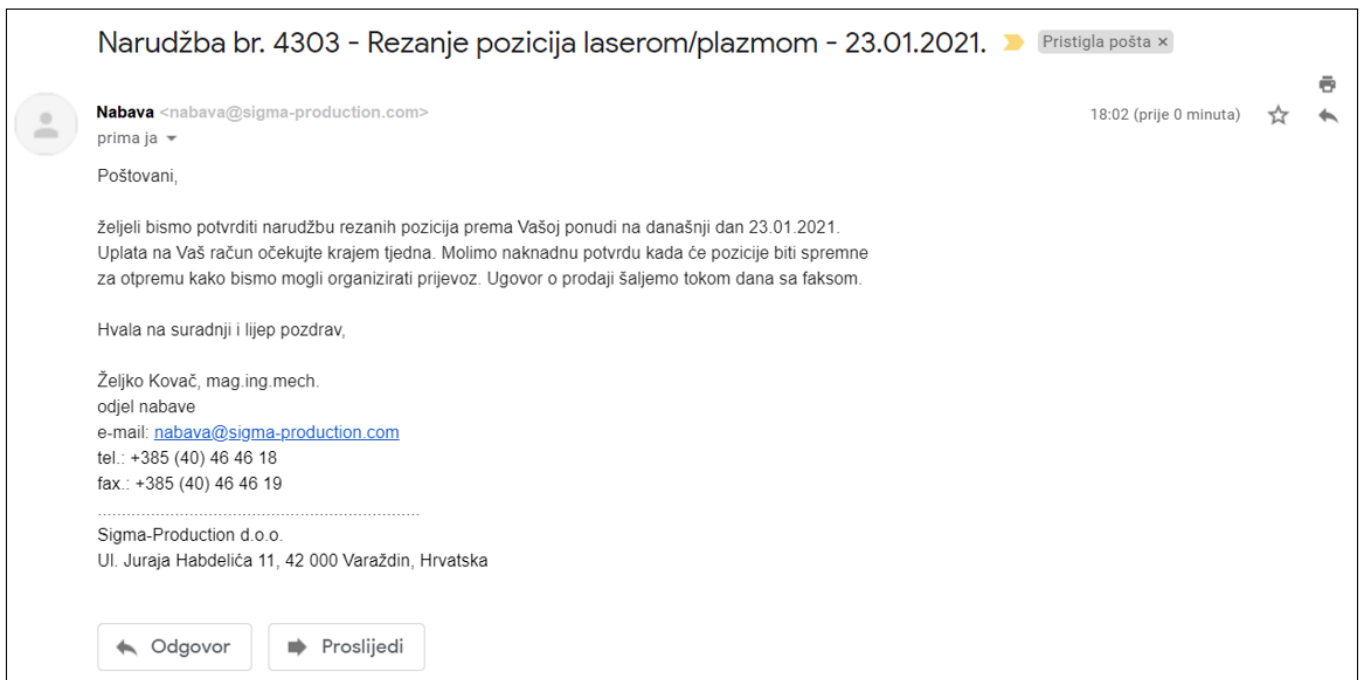 Narudžba br. 4303 - Rezanje pozicija laserom/plazmom - 23.01.2021. Pristigla pošta ×
Nabava <nabava@sigma-production.com> 18:02 (prije 0 minuta)
prima ja
Poštovani,
željeli bismo potvrditi narudžbu rezanih pozicija prema Vašoj ponudi na današnji dan 23.01.2021.
Uplata na Vaš račun očekujte krajem tjedna. Molimo naknadnu potvrdu kada će pozicije biti spremne
za otpremu kako bismo mogli organizirati prijevoz. Ugovor o prodaji šaljemo tokom dana sa faksom.
Hvala na suradnji i lijep pozdrav,
Željko Kovač, mag.ing.mech.
odjel nabave
e-mail: nabava@sigma-production.com
tel.: +385 (40) 46 46 18
fax.: +385 (40) 46 46 19
Sigma-Production d.o.o.
Ul. Juraja Habdelića 11, 42 000 Varaždin, Hrvatska
Odgovor Proslijedi